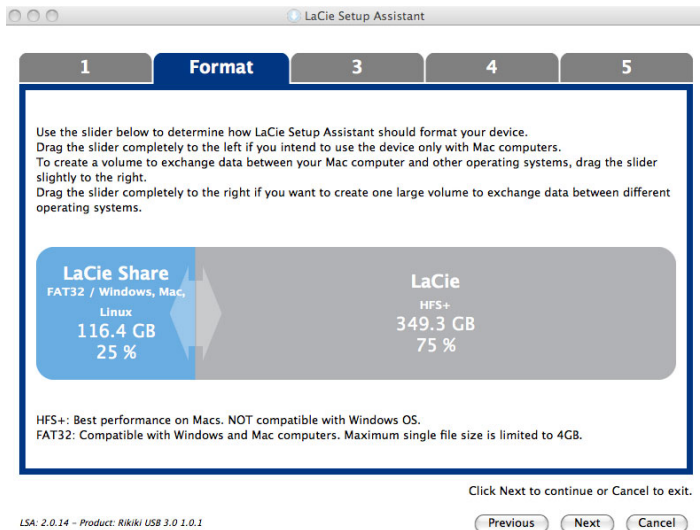 LaCie Setup Assistant
1 Format 3 4 5
Use the slider below to determine how LaCie Setup Assistant should format your device.
Drag the slider completely to the left if you intend to use the device only with Mac computers.
To create a volume to exchange data between your Mac computer and other operating systems, drag the slider
slightly to the right.
Drag the slider completely to the right if you want to create one large volume to exchange data between different
operating systems.
LaCie Share
FAT32 / Windows, Mac,
Linux
116.4 GB
25 %
LaCie
HFS+
349.3 GB
75 %
HFS+: Best performance on Macs. NOT compatible with Windows OS.
FAT32: Compatible with Windows and Mac computers. Maximum single file size is limited to 4GB.
Click Next to continue or Cancel to exit.
LSA: 2.0.14 – Product: Rikiki USB 3.0 1.0.1
Previous Next Cancel